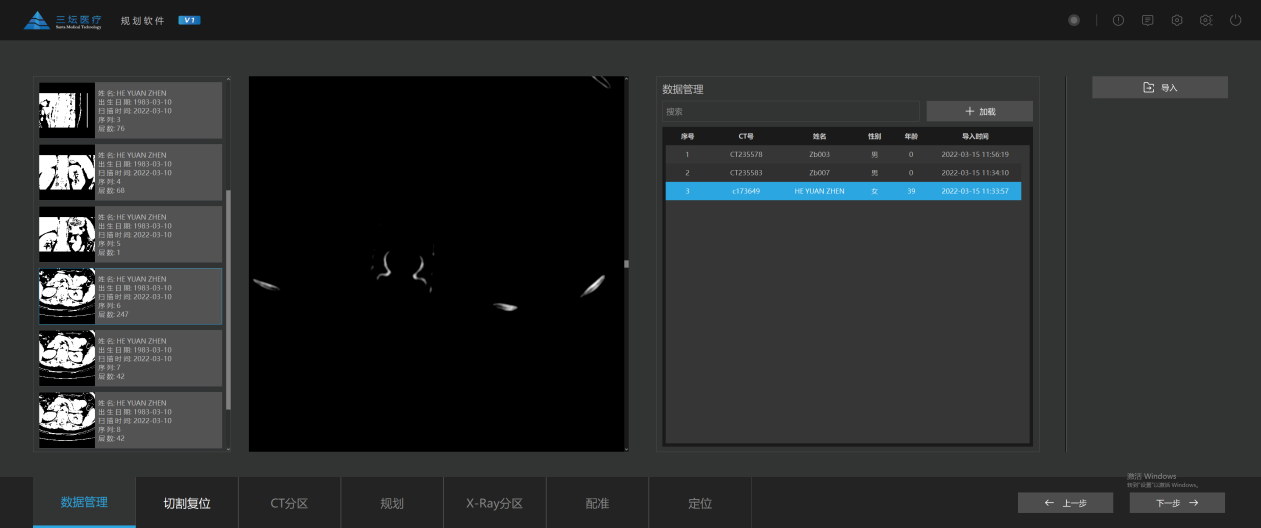 三坛医疗
Santa Medical Technology
规划软件
V 1
姓名: HE YUAN ZHEN
出生日期: 1983-03-10
扫描时间: 2022-03-10
序列: 3
层数: 76
姓名: HE YUAN ZHEN
出生日期: 1983-03-10
扫描时间: 2022-03-10
序列: 4
层数: 68
姓名: HE YUAN ZHEN
出生日期: 1983-03-10
扫描时间: 2022-03-10
序列: 5
层数: 1
姓名: HE YUAN ZHEN
出生日期: 1983-03-10
扫描时间: 2022-03-10
序列: 6
层数: 247
姓名: HE YUAN ZHEN
出生日期: 1983-03-10
扫描时间: 2022-03-10
序列: 7
层数: 42
姓名: HE YUAN ZHEN
出生日期: 1983-03-10
扫描时间: 2022-03-10
序列: 8
层数: 42
数据管理
搜索
加载
序号 CT号 姓名 性别 年龄 导入时间
1 CT235578 Zb003 男 0 2022-03-15 11:56:19
2 CT235583 Zb007 男 0 2022-03-15 11:34:10
3 c173649 HE YUAN ZHEN 女 39 2022-03-15 11:33:57
导入
激活 Windows
转到"设置"以激活 Windows。
上一步
下一步
数据管理
切割复位
CT分区
规划
X-Ray分区
配准
定位